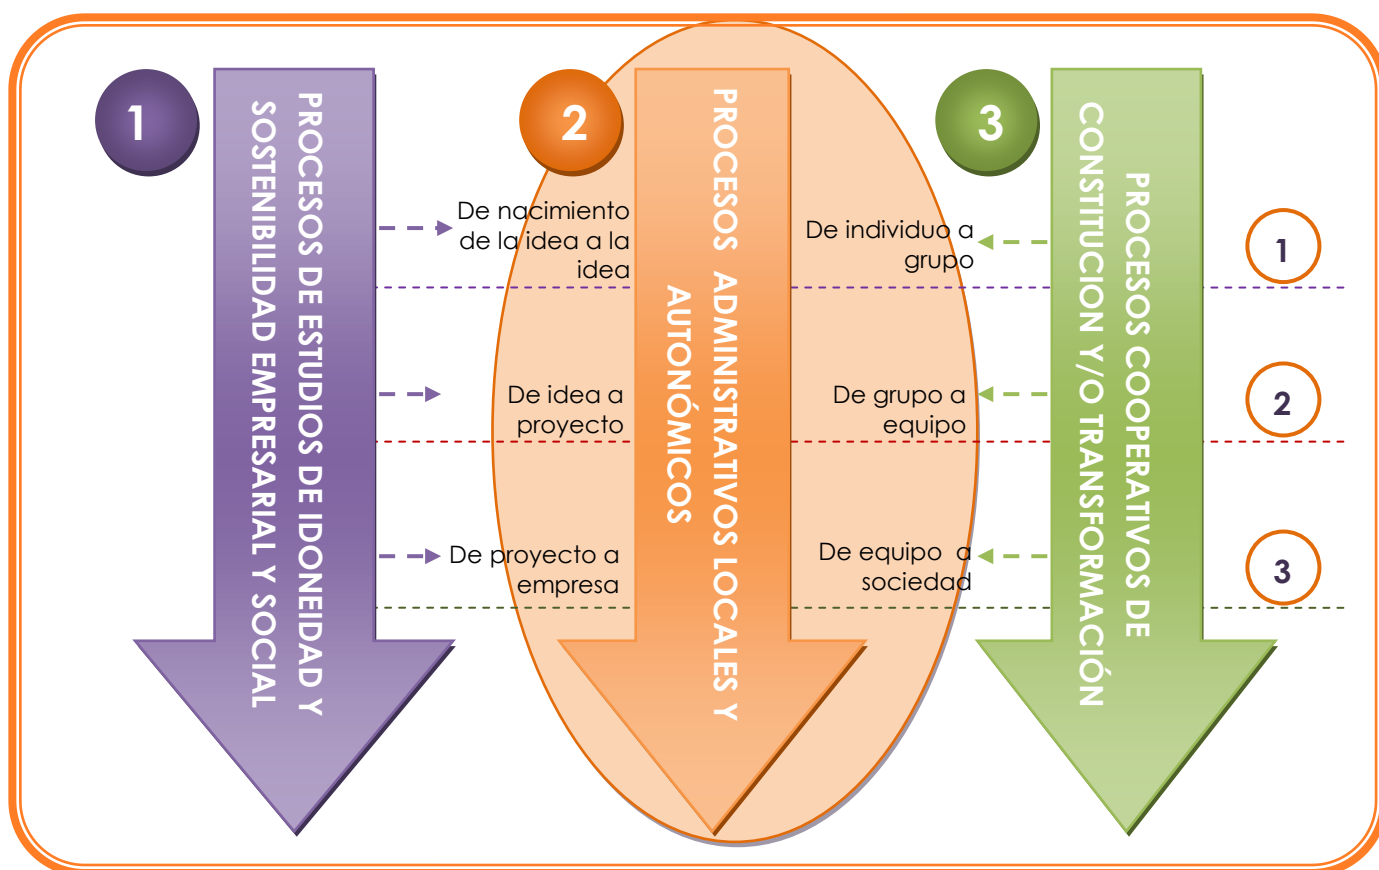 1
PROCESOS DE ESTUDIOS DE IDONEIDAD Y
SOSTENIBILIDAD EMPRESARIAL Y SOCIAL
De nacimiento
de la idea a la
idea
De idea a
proyecto
De proyecto a
empresa
2
PROCESOS ADMINISTRATIVOS LOCALES Y
AUTONÓMICOS
De individuo a
grupo
De grupo a
equipo
De equipo a
sociedad
3
PROCESOS COOPERATIVOS DE
CONSTITUCION Y/O TRANSFORMACIÓN
1
2
3